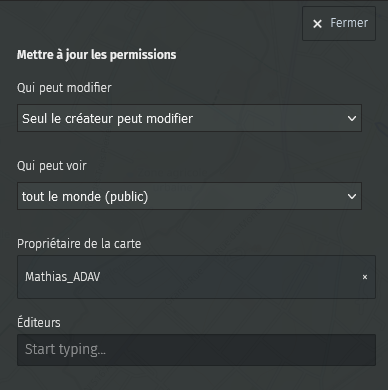 × Fermer
Mettre à jour les permissions
Qui peut modifier
Seul le créateur peut modifier
Qui peut voir
tout le monde (public)
Propriétaire de la carte
Mathias_ADAV ×
Éditeurs
Start typing...